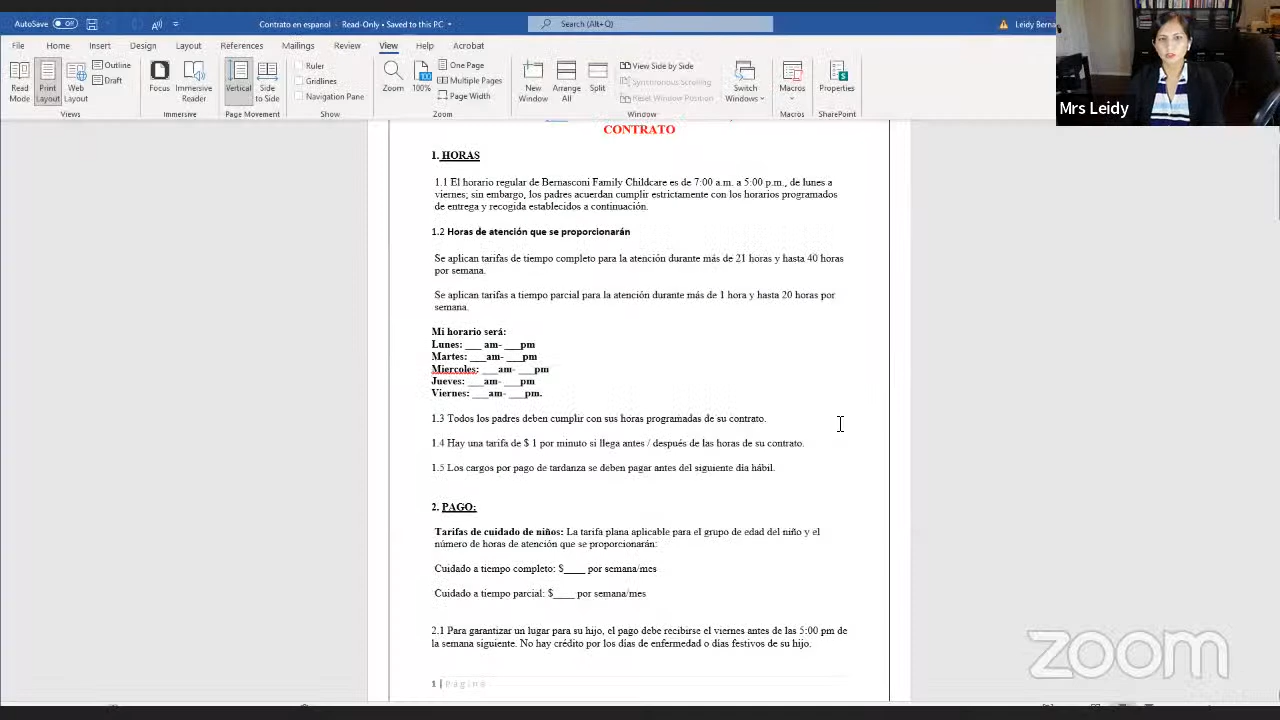 AutoSave Off Contrato en espanol - Read-Only • Saved to this PC Search (Alt+Q) Leidy Berna
File Home Insert Design Layout References Mailings Review View Help Acrobat
Read Mode Print Layout Web Layout Outline Draft
Views
Focus Immersive Reader
Immersive
Vertical Side to Side
Page Movement
Ruler
Gridlines
Navigation Pane
Show
Zoom 100% One Page Multiple Pages Page Width
Zoom
New Window Arrange All Split View Side by Side Synchronous Scrolling Reset Window Position Switch Windows
Window
Macros
Macros
Properties
SharePoint
Mrs Leidy
CONTRATO
1. HORAS
1.1 El horario regular de Bernasconi Family Childcare es de 7:00 a.m. a 5:00 p.m., de lunes a
viernes; sin embargo, los padres acuerdan cumplir estrictamente con los horarios programados
de entrega y recogida establecidos a continuación.
1.2 Horas de atención que se proporcionarán
Se aplican tarifas de tiempo completo para la atención durante más de 21 horas y hasta 40 horas
por semana.
Se aplican tarifas a tiempo parcial para la atención durante más de 1 hora y hasta 20 horas por
semana.
Mi horario será:
Lunes: ___ am- ___pm
Martes: ___am- ___pm
Miercoles: ___am- ___pm
Jueves: ___am- ___pm
Viernes: ___am- ___pm.
1.3 Todos los padres deben cumplir con sus horas programadas de su contrato.
1.4 Hay una tarifa de $ 1 por minuto si llega antes / después de las horas de su contrato.
1.5 Los cargos por pago de tardanza se deben pagar antes del siguiente día hábil.
2. PAGO:
Tarifas de cuidado de niños: La tarifa plana aplicable para el grupo de edad del niño y el
número de horas de atención que se proporcionarán:
Cuidado a tiempo completo: $____ por semana/mes
Cuidado a tiempo parcial: $____ por semana/mes
2.1 Para garantizar un lugar para su hijo, el pago debe recibirse el viernes antes de las 5:00 pm de
la semana siguiente. No hay crédito por los días de enfermedad o días festivos de su hijo.
1 | Página
zoom